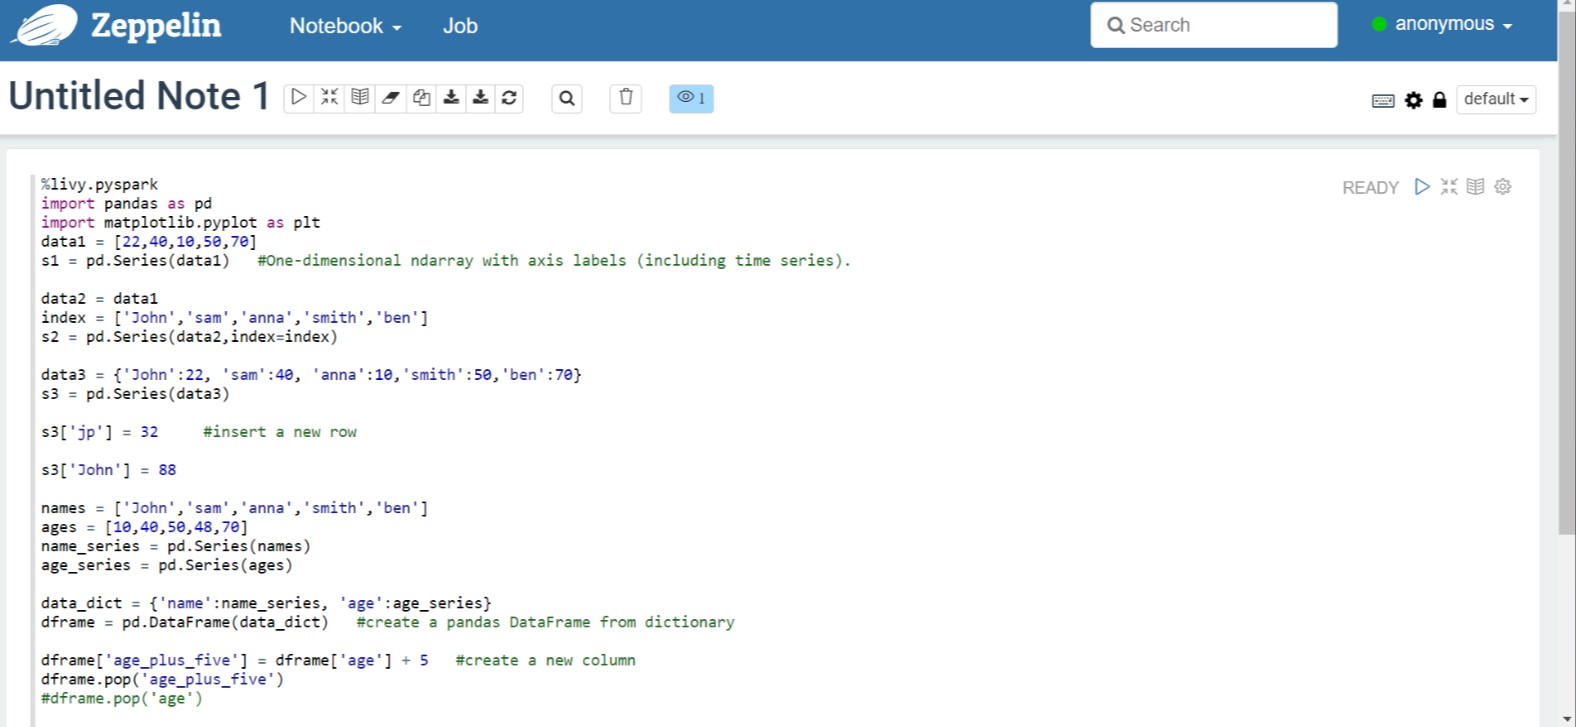 Zeppelin Notebook Job Search anonymous
Untitled Note 1 1 default
%livy.pyspark READY
import pandas as pd
import matplotlib.pyplot as plt
data1 = [22,40,10,50,70]
s1 = pd.Series(data1)   #One-dimensional ndarray with axis labels (including time series).
data2 = data1
index = ['John','sam','anna','smith','ben']
s2 = pd.Series(data2,index=index)
data3 = {'John':22, 'sam':40, 'anna':10,'smith':50,'ben':70}
s3 = pd.Series(data3)
s3['jp'] = 32     #insert a new row
s3['John'] = 88
names = ['John','sam','anna','smith','ben']
ages = [10,40,50,48,70]
name_series = pd.Series(names)
age_series = pd.Series(ages)
data_dict = {'name':name_series, 'age':age_series}
dframe = pd.DataFrame(data_dict)   #create a pandas DataFrame from dictionary
dframe['age_plus_five'] = dframe['age'] + 5   #create a new column
dframe.pop('age_plus_five')
#dframe.pop('age')